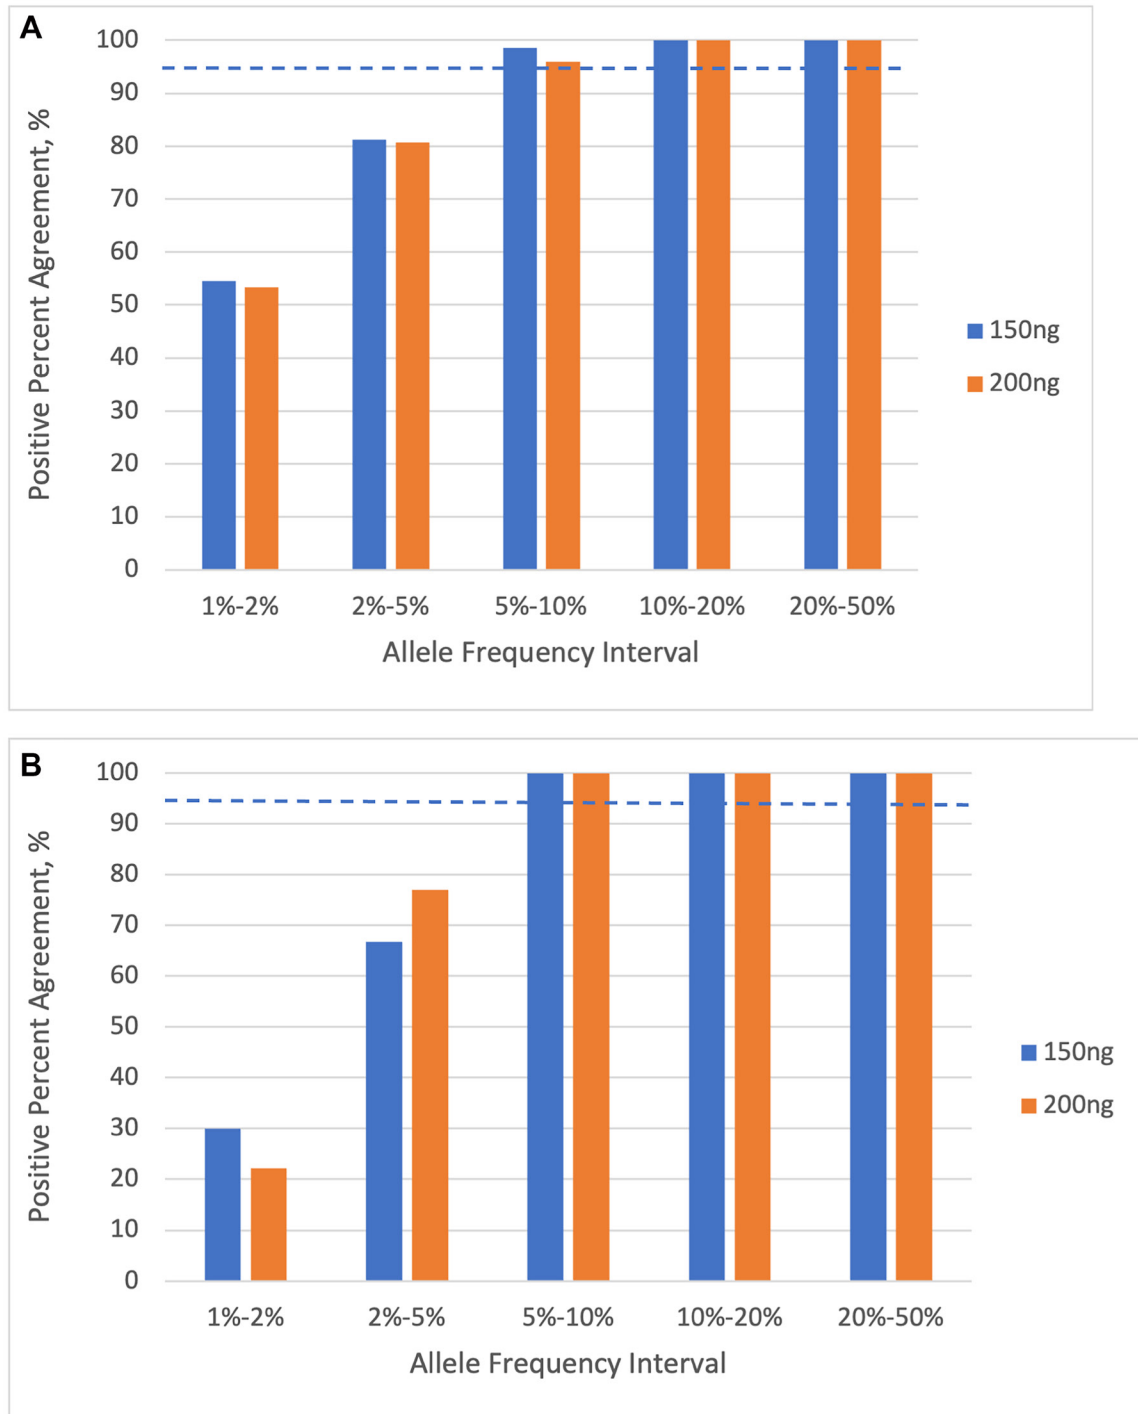 A
Positive Percent Agreement, %
100
90
80
70
60
50
40
30
20
10
0
1%-2% 2%-5% 5%-10% 10%-20% 20%-50%
Allele Frequency Interval
150ng
200ng
B
Positive Percent Agreement, %
100
90
80
70
60
50
40
30
20
10
0
1%-2% 2%-5% 5%-10% 10%-20% 20%-50%
Allele Frequency Interval
150ng
200ng